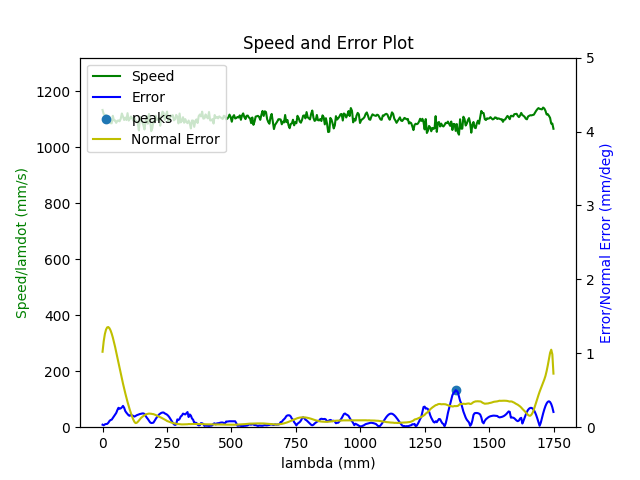 Speed and Error Plot
Speed
Error
peaks
Normal Error
Speed/lamdot (mm/s)
1200
1000
800
600
400
200
0
5
4
3
2
1
0
Error/Normal Error (mm/deg)
0 250 500 750 1000 1250 1500 1750
lambda (mm)